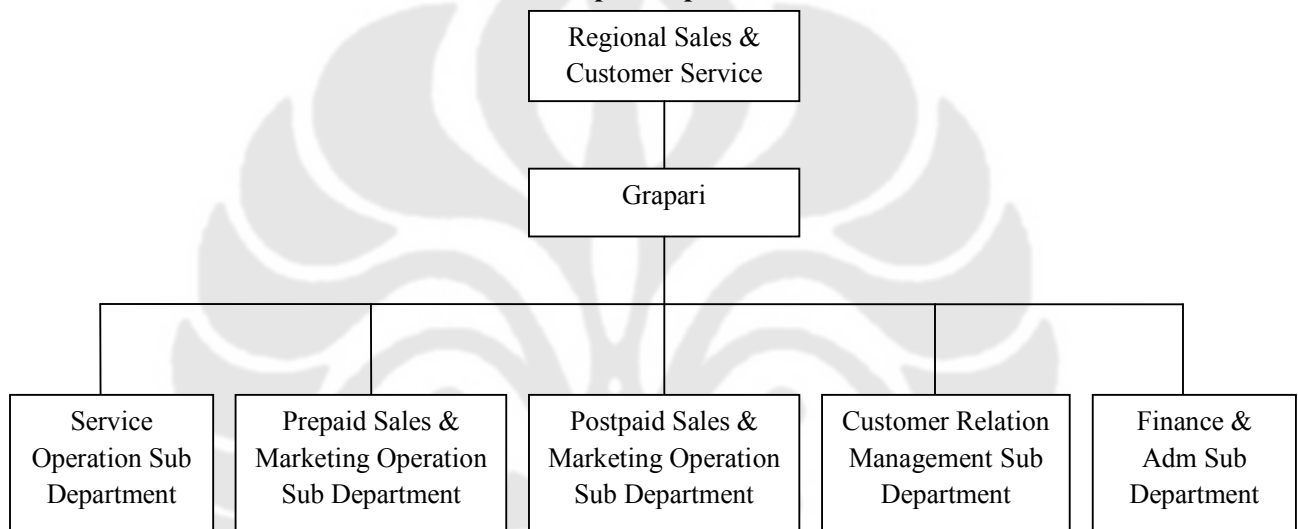 Regional Sales &
Customer Service
Grapari
Service
Operation Sub
Department
Prepaid Sales &
Marketing Operation
Sub Department
Postpaid Sales &
Marketing Operation
Sub Department
Customer Relation
Management Sub
Department
Finance &
Adm Sub
Department